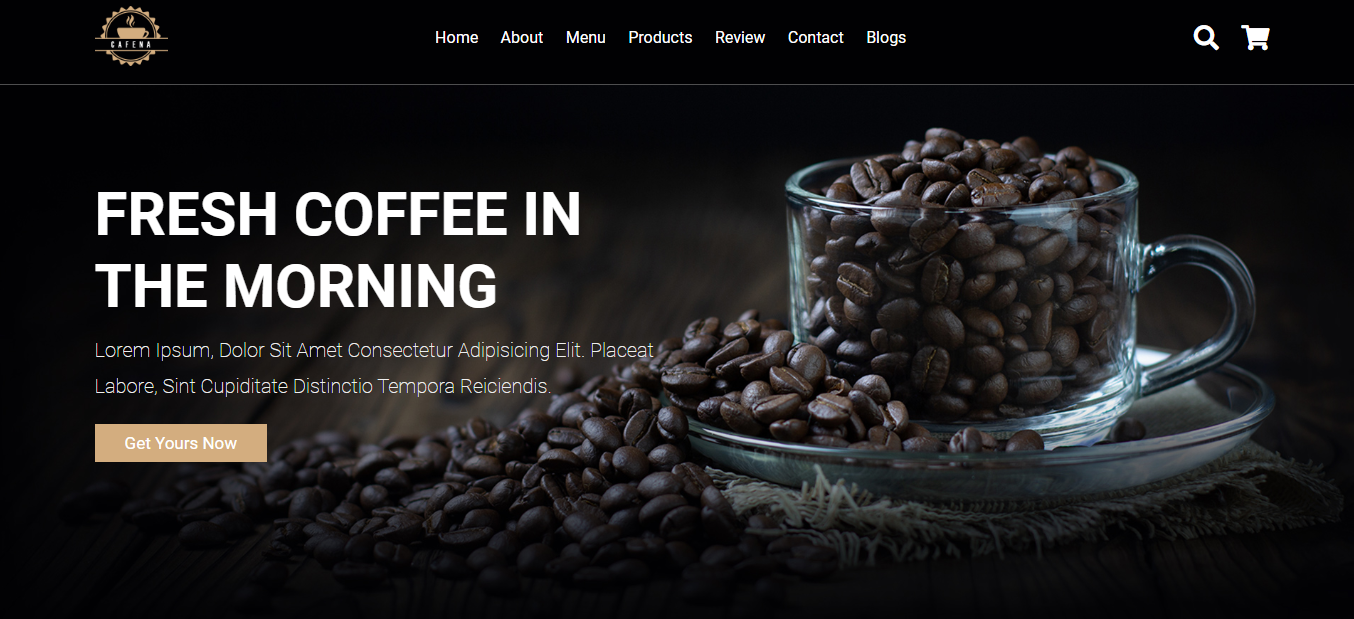 CAFENA
Home About Menu Products Review Contact Blogs
FRESH COFFEE IN
THE MORNING
Lorem Ipsum, Dolor Sit Amet Consectetur Adipisicing Elit. Placeat
Labore, Sint Cupiditate Distinctio Tempora Reiciendis.
Get Yours Now